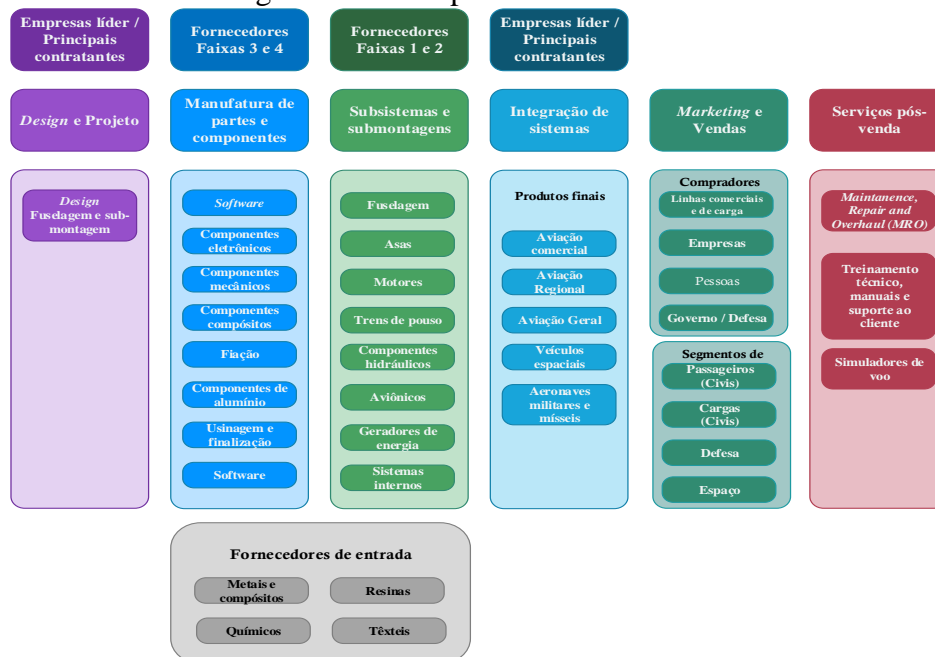 Empresas líder /
Principais
contratantes
Fornecedores
Faixas 3 e 4
Fornecedores
Faixas 1 e 2
Empresas líder /
Principais
contratantes
Design e Projeto
Manufatura de
partes e
componentes
Subsistemas e
submontagens
Integração de
sistemas
Marketing e
Vendas
Serviços pós-
venda
Design
Fuselagem e sub-
montagem
Software
Componentes
eletrônicos
Componentes
mecânicos
Componentes
compósitos
Fiação
Componentes de
alumínio
Usinagem e
finalização
Software
Fuselagem
Asas
Motores
Trens de pouso
Componentes
hidráulicos
Aviônicos
Geradores de
energia
Sistemas
internos
Produtos finais
Aviação
comercial
Aviação
Regional
Aviação Geral
Veículos
espaciais
Aeronaves
militares e
mísseis
Compradores
Linhas comerciais
e de carga
Empresas
Pessoas
Governo / Defesa
Segmentos de
Passageiros
(Civis)
Cargas
(Civis)
Defesa
Espaço
Maintanence,
Repair and
Overhaul (MRO)
Treinamento
técnico,
manuais e
suporte ao
cliente
Simuladores de
voo
Fornecedores de entrada
Metais e
compósitos
Resinas
Químicos
Têxteis